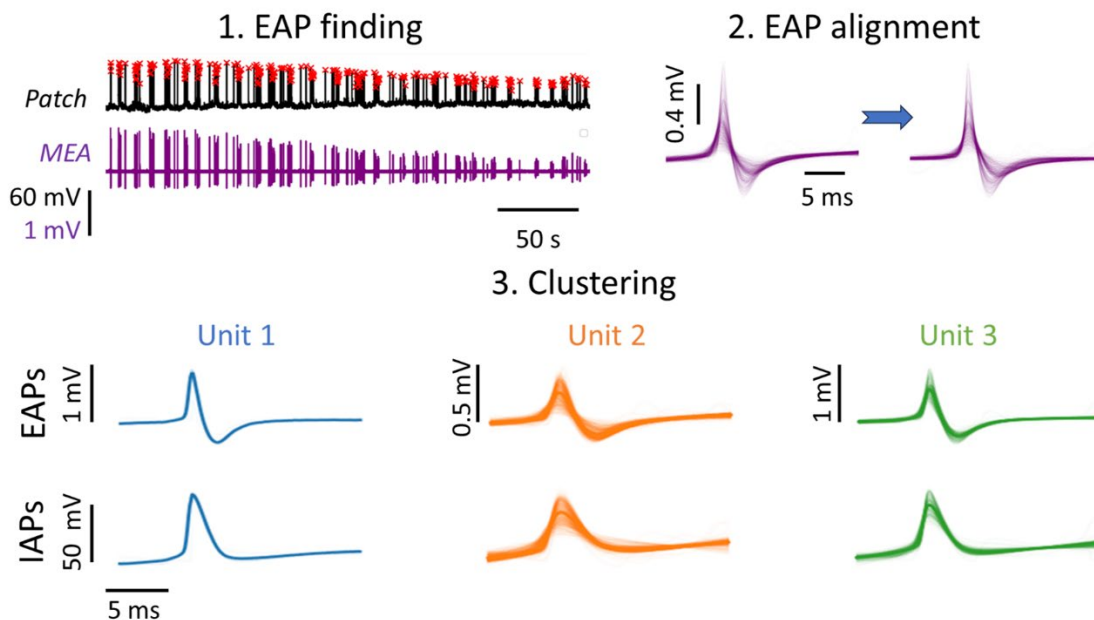 1. EAP finding
Patch
MEA
60 mV
1 mV
50 s
2. EAP alignment
0.4 mV
5 ms
3. Clustering
Unit 1
Unit 2
Unit 3
EAPs
1 mV
0.5 mV
1 mV
IAPs
50 mV
5 ms